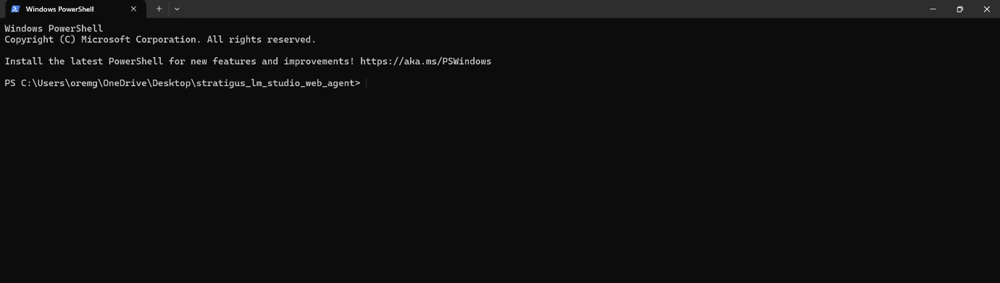 Windows PowerShell
Windows PowerShell
Copyright (C) Microsoft Corporation. All rights reserved.
Install the latest PowerShell for new features and improvements! https://aka.ms/PSWindows
PS C:\Users\oremg\OneDrive\Desktop\stratigus_lm_studio_web_agent>